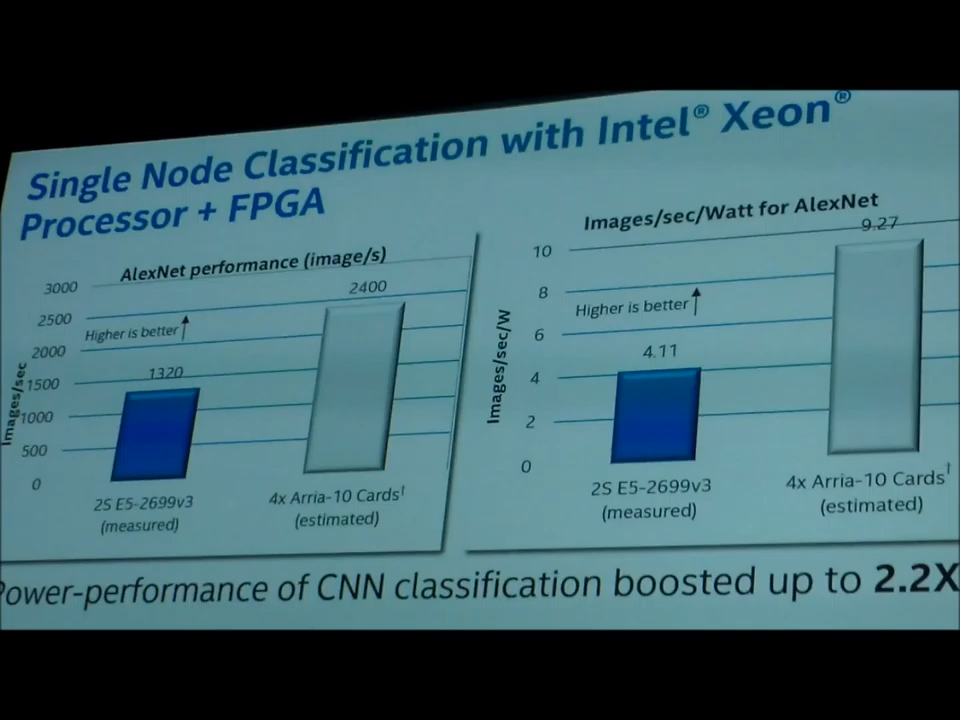 Single Node Classification with Intel® Xeon®
Processor + FPGA
AlexNet performance (image/s)
3000
2500
2000
1500
1000
500
0
Images/sec
Higher is better
1320
2400
2S E5-2699v3
(measured)
4x Arria-10 Cards†
(estimated)
Images/sec/Watt for AlexNet
10
8
6
4
2
0
Images/sec/W
Higher is better
4.11
9.27
2S E5-2699v3
(measured)
4x Arria-10 Cards†
(estimated)
Power-performance of CNN classification boosted up to 2.2X